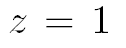 z = 1